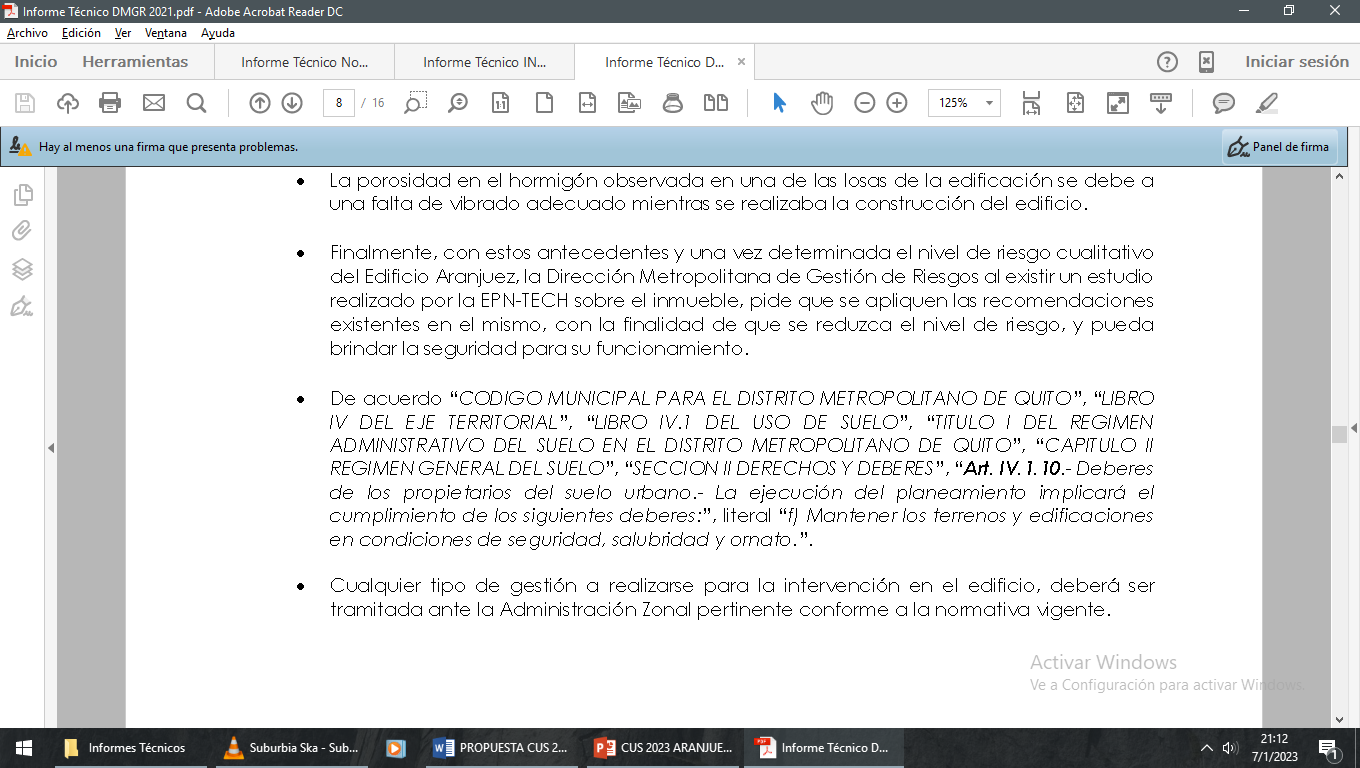 Informe Técnico DMGR 2021.pdf - Adobe Acrobat Reader DC
Archivo Edición Ver Ventana Ayuda
Inicio Herramientas Informe Técnico No... Informe Técnico IN... Informe Técnico D... × Iniciar sesión
8 / 16 125%
Hay al menos una firma que presenta problemas. Panel de firma
• La porosidad en el hormigón observada en una de las losas de la edificación se debe a
una falta de vibrado adecuado mientras se realizaba la construcción del edificio.
• Finalmente, con estos antecedentes y una vez determinada el nivel de riesgo cualitativo
del Edificio Aranjuez, la Dirección Metropolitana de Gestión de Riesgos al existir un estudio
realizado por la EPN-TECH sobre el inmueble, pide que se apliquen las recomendaciones
existentes en el mismo, con la finalidad de que se reduzca el nivel de riesgo, y pueda
brindar la seguridad para su funcionamiento.
• De acuerdo “CODIGO MUNICIPAL PARA EL DISTRITO METROPOLITANO DE QUITO”, “LIBRO
IV DEL EJE TERRITORIAL”, “LIBRO IV.1 DEL USO DE SUELO”, “TITULO I DEL REGIMEN
ADMINISTRATIVO DEL SUELO EN EL DISTRITO METROPOLITANO DE QUITO”, “CAPITULO II
REGIMEN GENERAL DEL SUELO”, “SECCION II DERECHOS Y DEBERES”, “Art. IV.1.10.- Deberes
de los propietarios del suelo urbano.- La ejecución del planeamiento implicará el
cumplimiento de los siguientes deberes:”, literal “f) Mantener los terrenos y edificaciones
en condiciones de seguridad, salubridad y ornato.”.
• Cualquier tipo de gestión a realizarse para la intervención en el edificio, deberá ser
tramitada ante la Administración Zonal pertinente conforme a la normativa vigente.
Activar Windows
Ve a Configuración para activar Windows.
Informes Técnicos Suburbia Ska - Sub... PROPUESTA CUS 2... CUS 2023 ARANJUE... Informe Técnico D... 21:12
7/1/2023
1